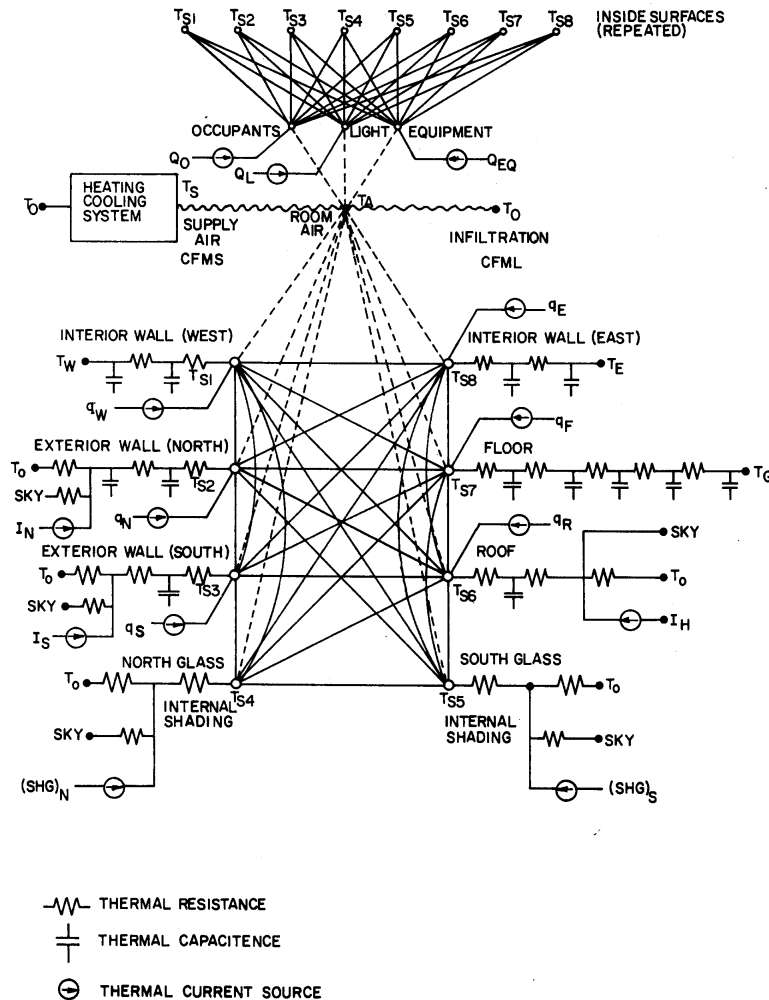 TS1 TS2 TS3 TS4 TS5 TS6 TS7 TS8
INSIDE SURFACES
(REPEATED)
OCCUPANTS LIGHT EQUIPMENT
QO QL QEQ
HEATING
COOLING
SYSTEM
TO
TS
SUPPLY
AIR
CFMS
ROOM
AIR
TA
TO
INFILTRATION
CFML
qE
INTERIOR WALL (WEST)
INTERIOR WALL (EAST)
TW
TS1
TS8
TE
qW
qF
EXTERIOR WALL (NORTH)
FLOOR
To
TS2
TS7
TG
SKY
IN
qN
qR
EXTERIOR WALL (SOUTH)
ROOF
SKY
To
TS3
TS6
To
SKY
IS
qS
IH
NORTH GLASS
SOUTH GLASS
To
TS4
TS5
To
INTERNAL
SHADING
INTERNAL
SHADING
SKY
SKY
(SHG)N
(SHG)S
THERMAL RESISTANCE
THERMAL CAPACITENCE
THERMAL CURRENT SOURCE